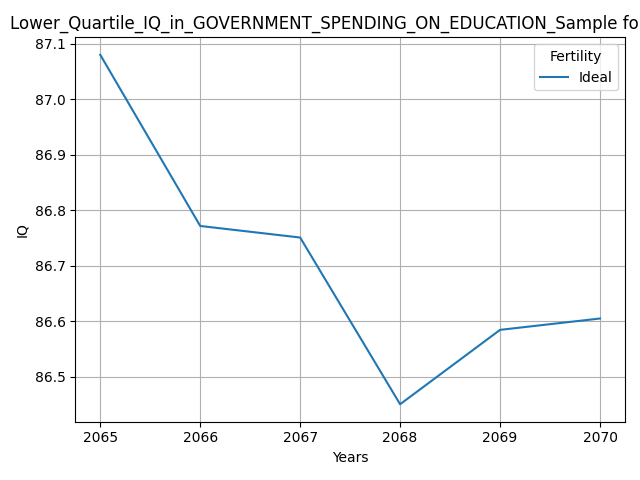 Lower_Quartile_IQ_in_GOVERNMENT_SPENDING_ON_EDUCATION_Sample fo
Fertility
Ideal
87.1
87.0
86.9
86.8
86.7
86.6
86.5
IQ
2065 2066 2067 2068 2069 2070
Years